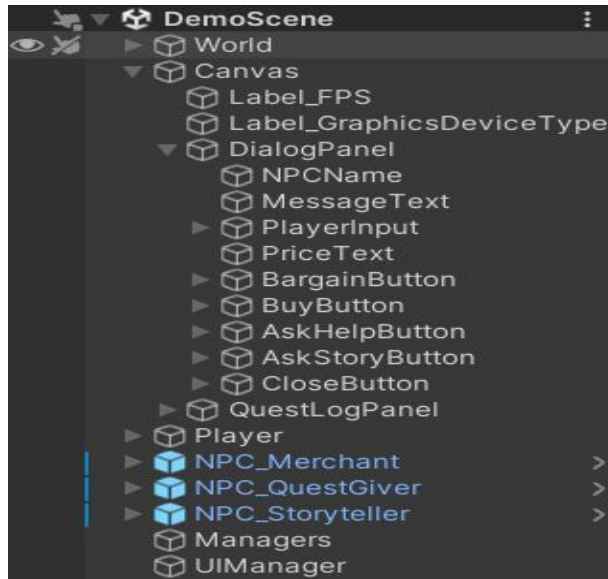 DemoScene
World
Canvas
Label_FPS
Label_GraphicsDeviceType
DialogPanel
NPCName
MessageText
PlayerInput
PriceText
BargainButton
BuyButton
AskHelpButton
AskStoryButton
CloseButton
QuestLogPanel
Player
NPC_Merchant
NPC_QuestGiver
NPC_Storyteller
Managers
UIManager